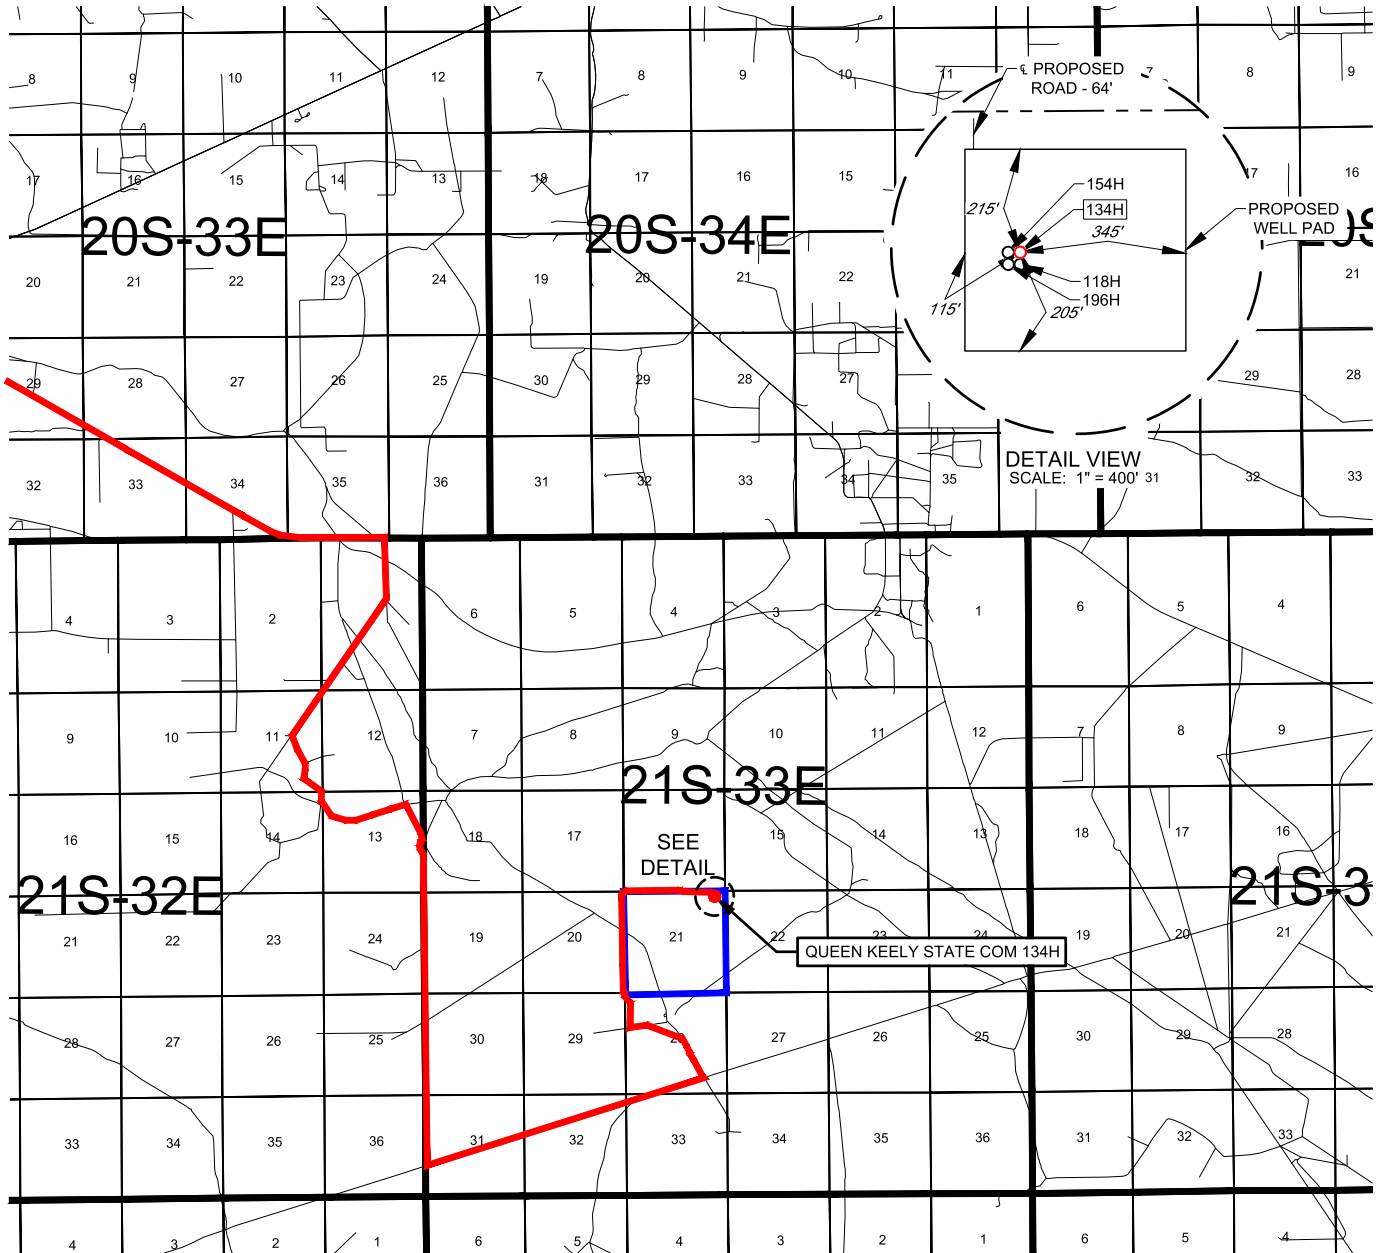 8 9 10 11 12 7 8 9 10 11 7 8 9
℄ PROPOSED
ROAD - 64'
17 16 15 14 13 18 17 16 15 17 16
154H
134H
215'
345'
PROPOSED
WELL PAD
118H
196H
115'
205'
20S-33E 20S-34E
20 21 22 23 24 19 20 21 22 21
29 28 27 26 25 30 29 28 27 29 28
DETAIL VIEW
SCALE: 1" = 400'
32 33 34 35 36 31 32 33 34 35 31 32 33
4 3 2 6 5 4 3 2 1 6 5 4
9 10 11 12 7 8 9 10 11 12 7 8 9
21S-33E
16 15 14 13 18 17 15 14 13 18 17 16
SEE
DETAIL
21S-32E 21S-3
21 22 23 24 19 20 21 22 23 24 19 20 21
QUEEN KEELY STATE COM 134H
28 27 26 25 30 29 27 26 25 30 29 28
33 34 35 36 31 32 33 34 35 36 31 32 33
4 3 2 1 6 5 4 3 2 1 6 5 4